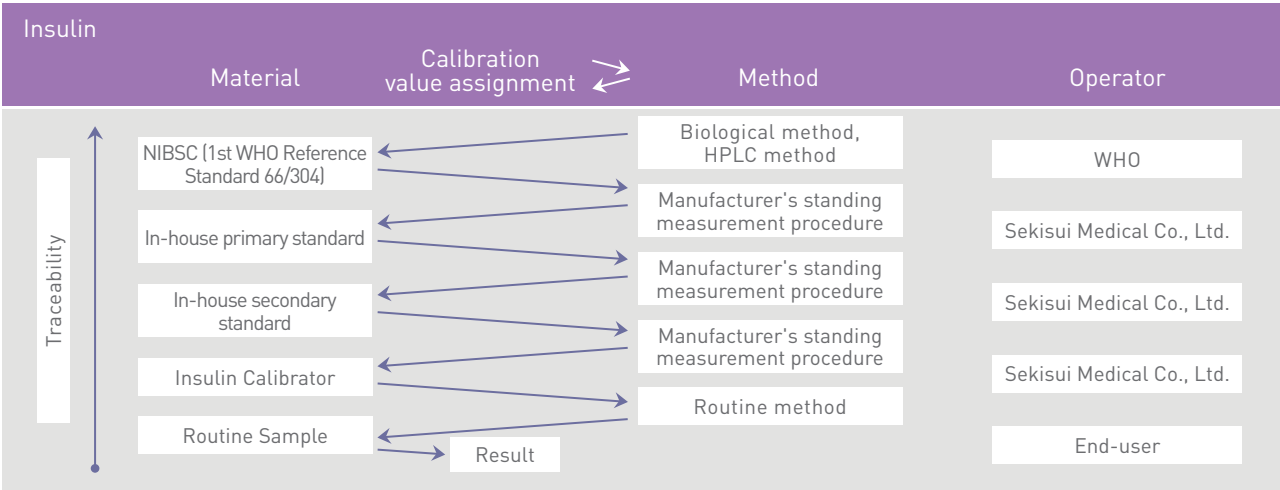 Insulin
Material
Calibration
value assignment
Method
Operator
Traceability
NIBSC (1st WHO Reference
Standard 66/304)
Biological method,
HPLC method
WHO
In-house primary standard
Manufacturer's standing
measurement procedure
Sekisui Medical Co., Ltd.
In-house secondary
standard
Manufacturer's standing
measurement procedure
Sekisui Medical Co., Ltd.
Insulin Calibrator
Manufacturer's standing
measurement procedure
Sekisui Medical Co., Ltd.
Routine Sample
Routine method
End-user
Result